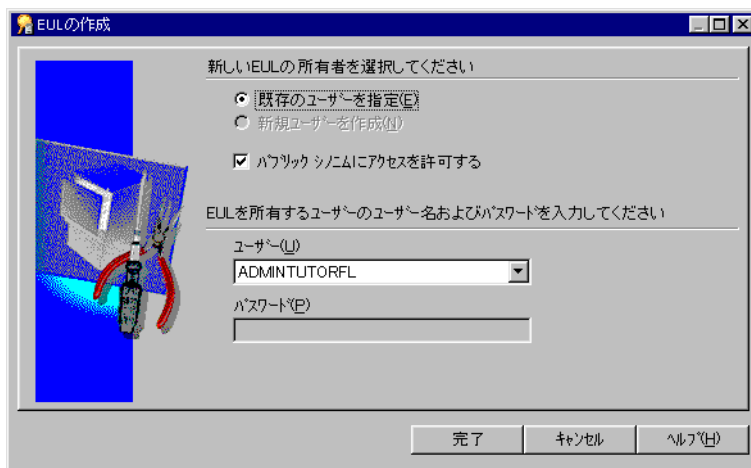 EULの作成
新しいEULの所有者を選択してください
既存のユーザーを指定(E)
新規ユーザーを作成(N)
パブリック シノニムにアクセスを許可する
EULを所有するユーザーのユーザー名およびパスワードを入力してください
ユーザー(U)
ADMINTUTORFL
パスワード(P)
完了
キャンセル
ヘルプ(H)